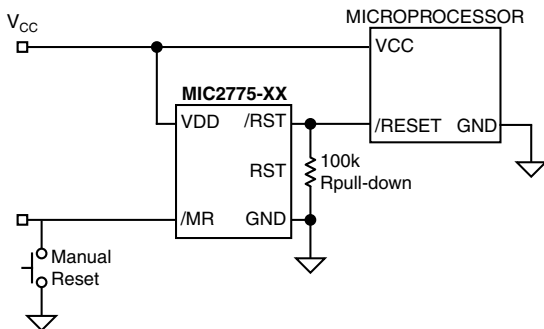 VCC
MICROPROCESSOR
VCC
MIC2775-XX
VDD
/RST
/RESET
GND
100k
Rpull-down
RST
/MR
GND
Manual
Reset